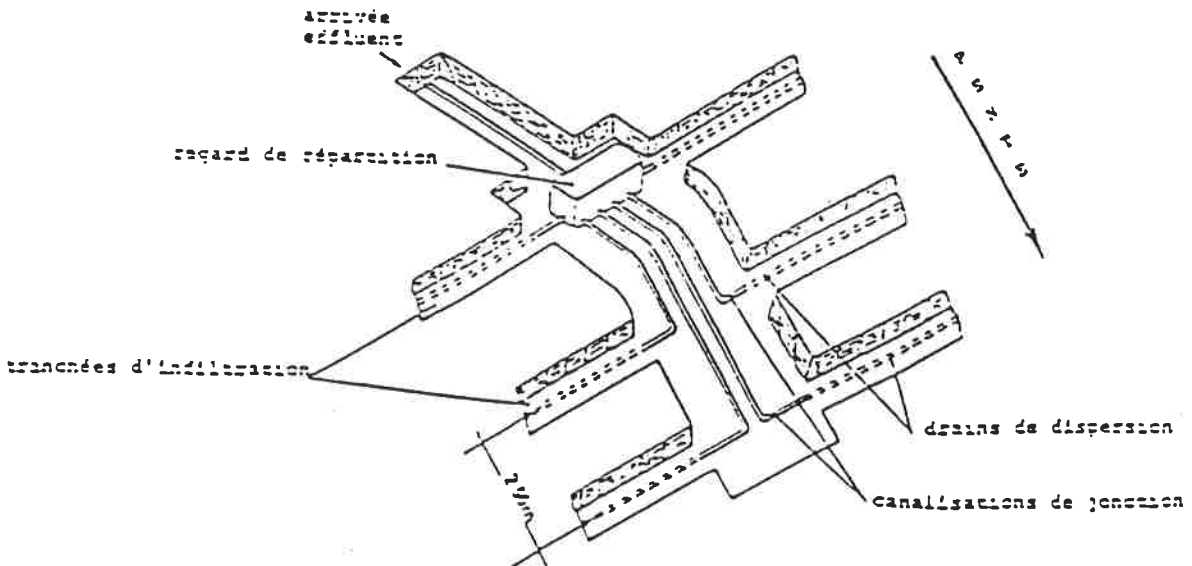 arrivée
effluent
regard de répartition
tranchées d'infiltration
drains de dispersion
canalisations de jonction